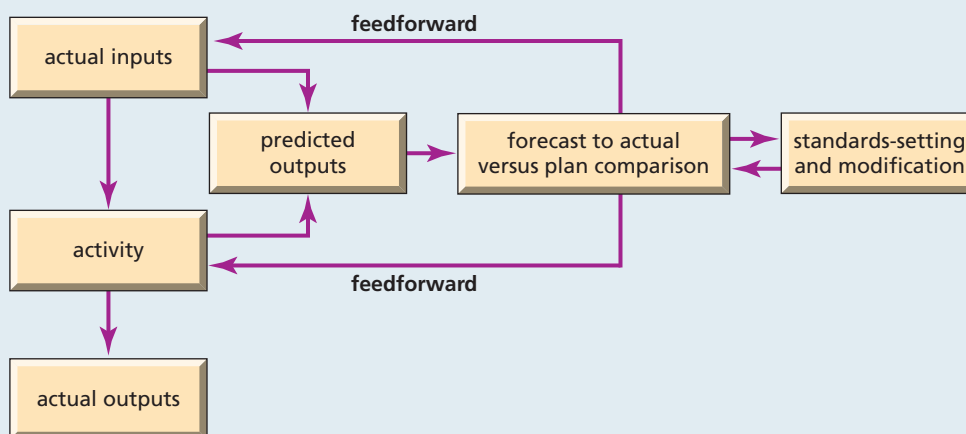 feedforward
actual inputs
predicted
outputs
forecast to actual
versus plan comparison
standards-setting
and modification
activity
feedforward
actual outputs